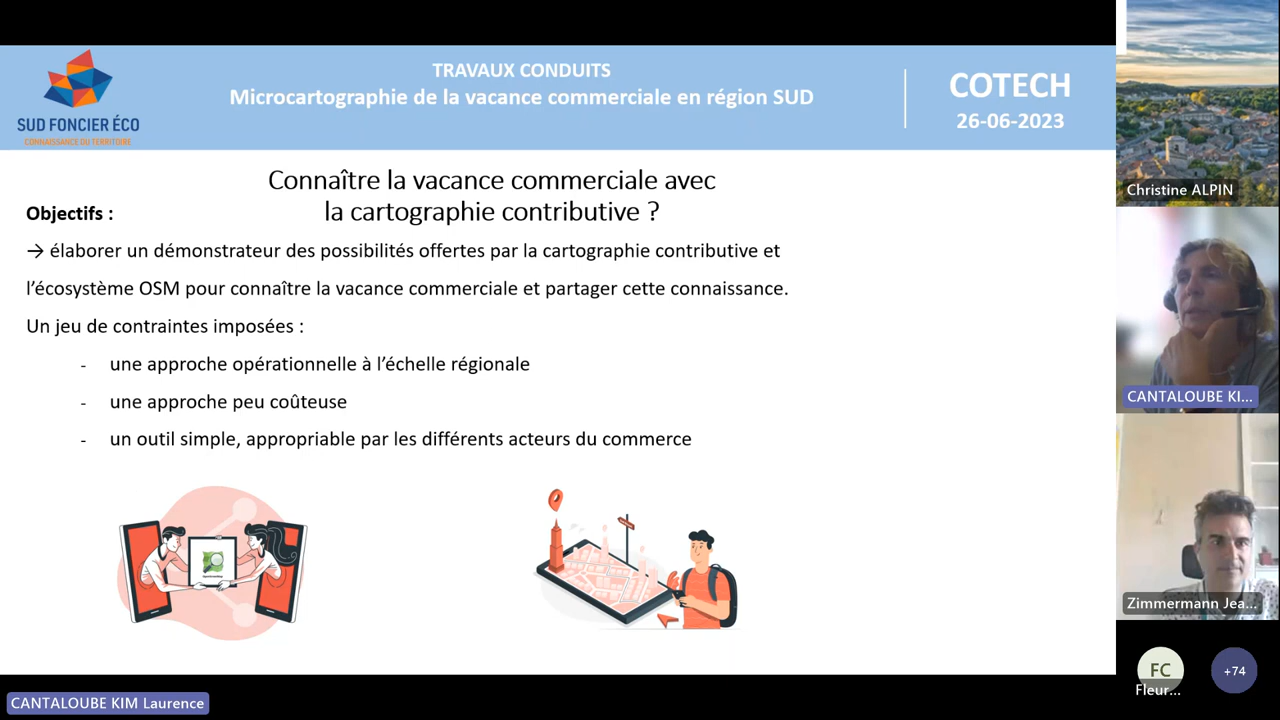 SUD FONCIER ÉCO
CONNAISSANCE DU TERRITOIRE
TRAVAUX CONDUITS
Microcartographie de la vacance commerciale en région SUD
COTECH
26-06-2023
Connaître la vacance commerciale avec
la cartographie contributive ?
Objectifs :
→ élaborer un démonstrateur des possibilités offertes par la cartographie contributive et
l’écosystème OSM pour connaître la vacance commerciale et partager cette connaissance.
Un jeu de contraintes imposées :
- une approche opérationnelle à l’échelle régionale
- une approche peu coûteuse
- un outil simple, appropriable par les différents acteurs du commerce
Christine ALPIN
CANTALOUBE KI...
Zimmermann Jea...
FC
Fleur...
+74
CANTALOUBE KIM Laurence